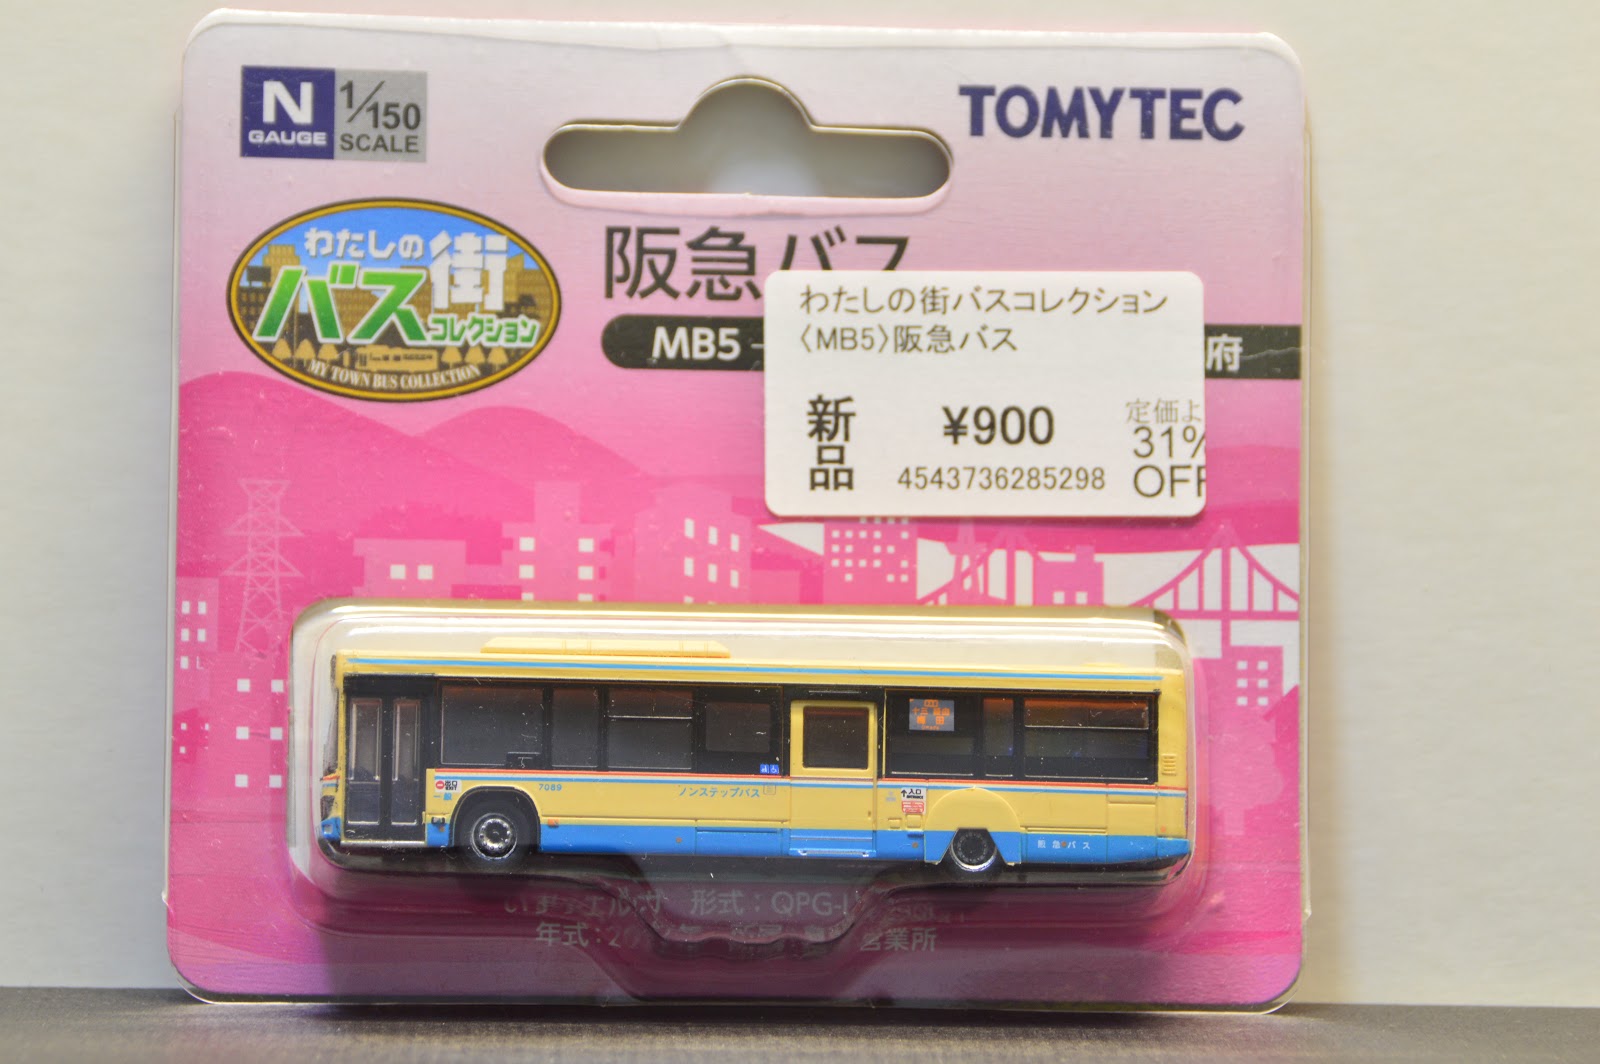 N
GAUGE
1/150
SCALE
TOMYTEC
わたしの街
バス
コレクション
MY TOWN BUS COLLECTION
阪急バス
MB5
府
わたしの街バスコレクション
〈MB5〉阪急バス
新品
¥900
4543736285298
定価よ
31%
OFF
梅田
出口
7089
ノンステップバス
入口
阪急バス
形式：QPG-
年式：20
営業所